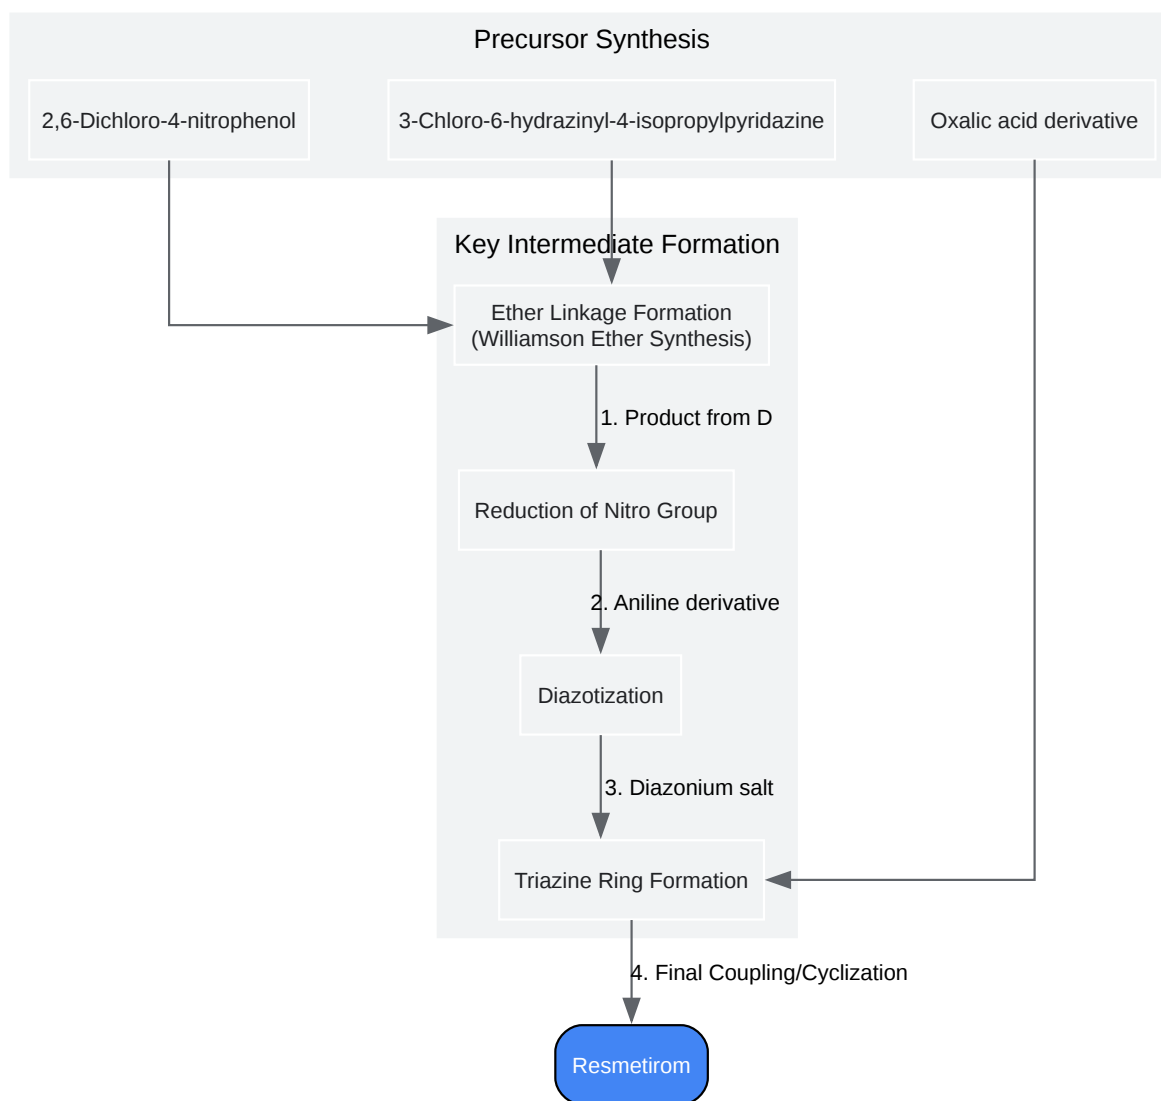 Precursor Synthesis
2,6-Dichloro-4-nitrophenol
3-Chloro-6-hydrazinyl-4-isopropylpyridazine
Oxalic acid derivative
Key Intermediate Formation
Ether Linkage Formation
(Williamson Ether Synthesis)
1. Product from D
Reduction of Nitro Group
2. Aniline derivative
Diazotization
3. Diazonium salt
Triazine Ring Formation
4. Final Coupling/Cyclization
Resmetirom